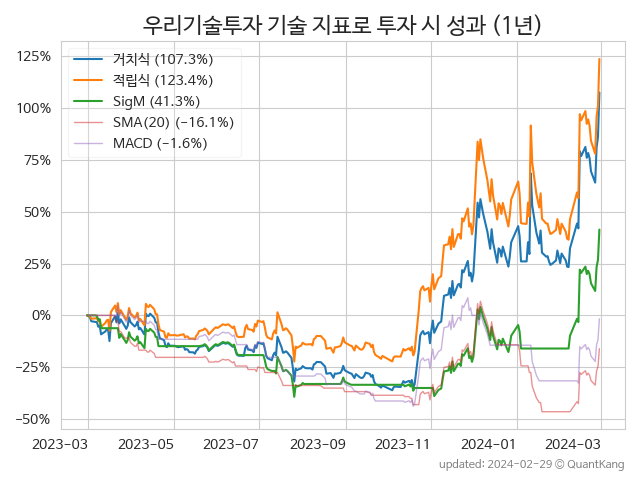 우리기술투자 기술 지표로 투자 시 성과 (1년)
125%
100%
75%
50%
25%
0%
−25%
−50%
거치식 (107.3%)
적립식 (123.4%)
SigM (41.3%)
SMA(20) (−16.1%)
MACD (−1.6%)
2023-03 2023-05 2023-07 2023-09 2023-11 2024-01 2024-03
updated: 2024-02-29 © QuantKang